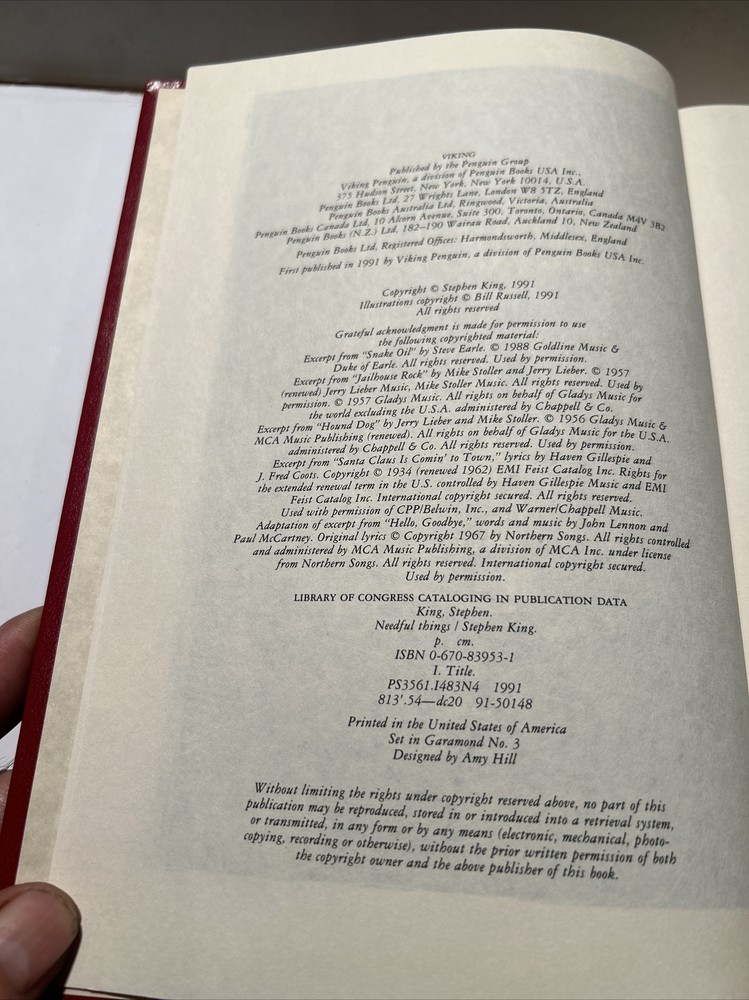 VIKING
Published by the Penguin Group
Viking Penguin, a division of Penguin Books USA Inc.,
375 Hudson Street, New York, New York 10014, U.S.A.
Penguin Books Ltd, 27 Wrights Lane, London W8 5TZ, England
Penguin Books Australia Ltd, Ringwood, Victoria, Australia
Penguin Books Canada Ltd, 10 Alcorn Avenue, Suite 300, Toronto, Ontario, Canada M4V 3B2
Penguin Books (N.Z.) Ltd, 182–190 Wairau Road, Auckland 10, New Zealand
Penguin Books Ltd, Registered Offices: Harmondsworth, Middlesex, England
First published in 1991 by Viking Penguin, a division of Penguin Books USA Inc.
Copyright © Stephen King, 1991
Illustrations copyright © Bill Russell, 1991
All rights reserved
Grateful acknowledgment is made for permission to use
the following copyrighted material:
Excerpt from "Snake Oil" by Steve Earle. © 1988 Goldline Music &
Duke of Earle. All rights reserved. Used by permission.
Excerpt from "Jailhouse Rock" by Mike Stoller and Jerry Lieber. © 1957
(renewed) Jerry Lieber Music, Mike Stoller Music. All rights reserved. Used by
permission. © 1957 Gladys Music. All rights on behalf of Gladys Music for
the world excluding the U.S.A. administered by Chappell & Co.
Excerpt from "Hound Dog" by Jerry Lieber and Mike Stoller. © 1956 Gladys Music &
MCA Music Publishing (renewed). All rights on behalf of Gladys Music for the U.S.A.
administered by Chappell & Co. All rights reserved. Used by permission.
Excerpt from "Santa Claus Is Comin' to Town," lyrics by Haven Gillespie and
J. Fred Coots. Copyright © 1934 (renewed 1962) EMI Feist Catalog Inc. Rights for
the extended renewal term in the U.S. controlled by Haven Gillespie Music and EMI
Feist Catalog Inc. International copyright secured. All rights reserved.
Used with permission of CPP/Belwin, Inc., and Warner/Chappell Music.
Adaptation of excerpt from "Hello, Goodbye," words and music by John Lennon and
Paul McCartney. Original lyrics © Copyright 1967 by Northern Songs. All rights controlled
and administered by MCA Music Publishing, a division of MCA Inc. under license
from Northern Songs. All rights reserved. International copyright secured.
Used by permission.
LIBRARY OF CONGRESS CATALOGING IN PUBLICATION DATA
King, Stephen.
Needful things / Stephen King.
p. cm.
ISBN 0-670-83953-1
I. Title.
PS3561.I483N4 1991
813'.54—dc20 91-50148
Printed in the United States of America
Set in Garamond No. 3
Designed by Amy Hill
Without limiting the rights under copyright reserved above, no part of this
publication may be reproduced, stored in or introduced into a retrieval system,
or transmitted, in any form or by any means (electronic, mechanical, photo-
copying, recording or otherwise), without the prior written permission of both
the copyright owner and the above publisher of this book.